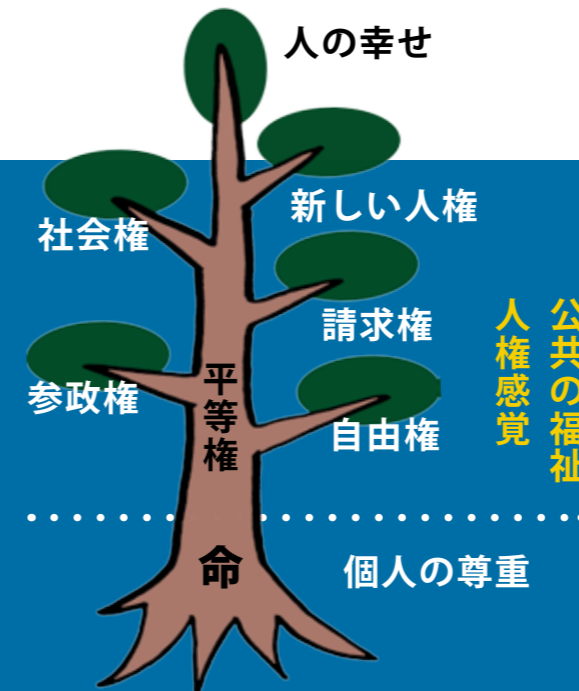 人の幸せ
新しい人権
社会権
請求権
参政権
平等権
自由権
公共の福祉
人権感覚
命
個人の尊重